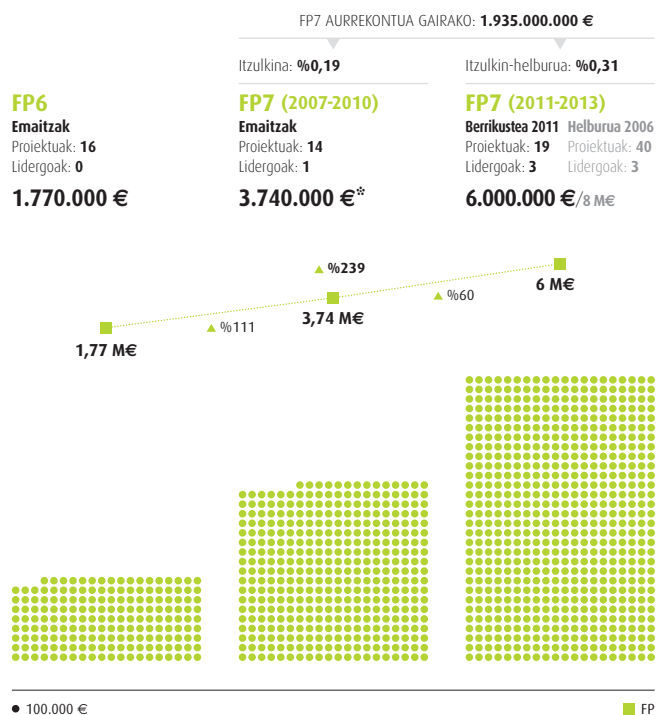 FP7 AURREKONTUA GAIRAKO: 1.935.000.000 €
Itzulkina: %0,19
Itzulkin-helburua: %0,31
FP6
Emaitzak
Proiektuak: 16
Lidergoak: 0
1.770.000 €
FP7 (2007-2010)
Emaitzak
Proiektuak: 14
Lidergoak: 1
3.740.000 €*
FP7 (2011-2013)
Berrikustea 2011 Helburua 2006
Proiektuak: 19 Proiektuak: 40
Lidergoak: 3 Lidergoak: 3
6.000.000 €/8 M€
%239
%60
6 M€
%111
3,74 M€
1,77 M€
100.000 €
FP